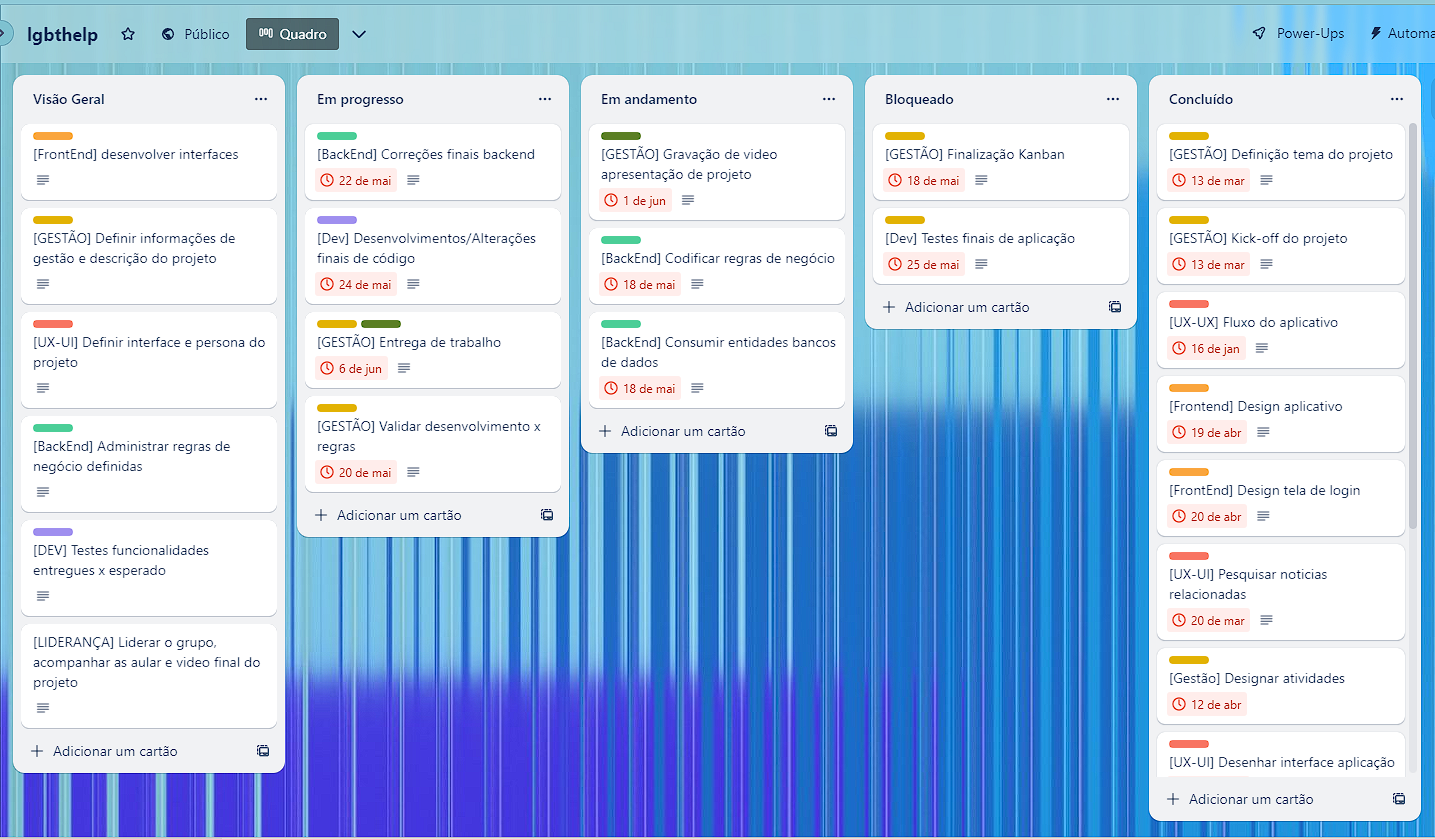 lgbthelp
Público
Quadro
Power-Ups
Automa
Visão Geral
[FrontEnd] desenvolver interfaces
[GESTÃO] Definir informações de
gestão e descrição do projeto
[UX-UI] Definir interface e persona do
projeto
[BackEnd] Administrar regras de
negócio definidas
[DEV] Testes funcionalidades
entregues x esperado
[LIDERANÇA] Liderar o grupo,
acompanhar as aular e video final do
projeto
Adicionar um cartão
Em progresso
[BackEnd] Correções finais backend
22 de mai
[Dev] Desenvolvimentos/Alterações
finais de código
24 de mai
[GESTÃO] Entrega de trabalho
6 de jun
[GESTÃO] Validar desenvolvimento x
regras
20 de mai
Adicionar um cartão
Em andamento
[GESTÃO] Gravação de video
apresentação de projeto
1 de jun
[BackEnd] Codificar regras de negócio
18 de mai
[BackEnd] Consumir entidades bancos
de dados
18 de mai
Adicionar um cartão
Bloqueado
[GESTÃO] Finalização Kanban
18 de mai
[Dev] Testes finais de aplicação
25 de mai
Adicionar um cartão
Concluído
[GESTÃO] Definição tema do projeto
13 de mar
[GESTÃO] Kick-off do projeto
13 de mar
[UX-UX] Fluxo do aplicativo
16 de jan
[Frontend] Design aplicativo
19 de abr
[FrontEnd] Design tela de login
20 de abr
[UX-UI] Pesquisar noticias
relacionadas
20 de mar
[Gestão] Designar atividades
12 de abr
[UX-UI] Desenhar interface aplicação
Adicionar um cartão